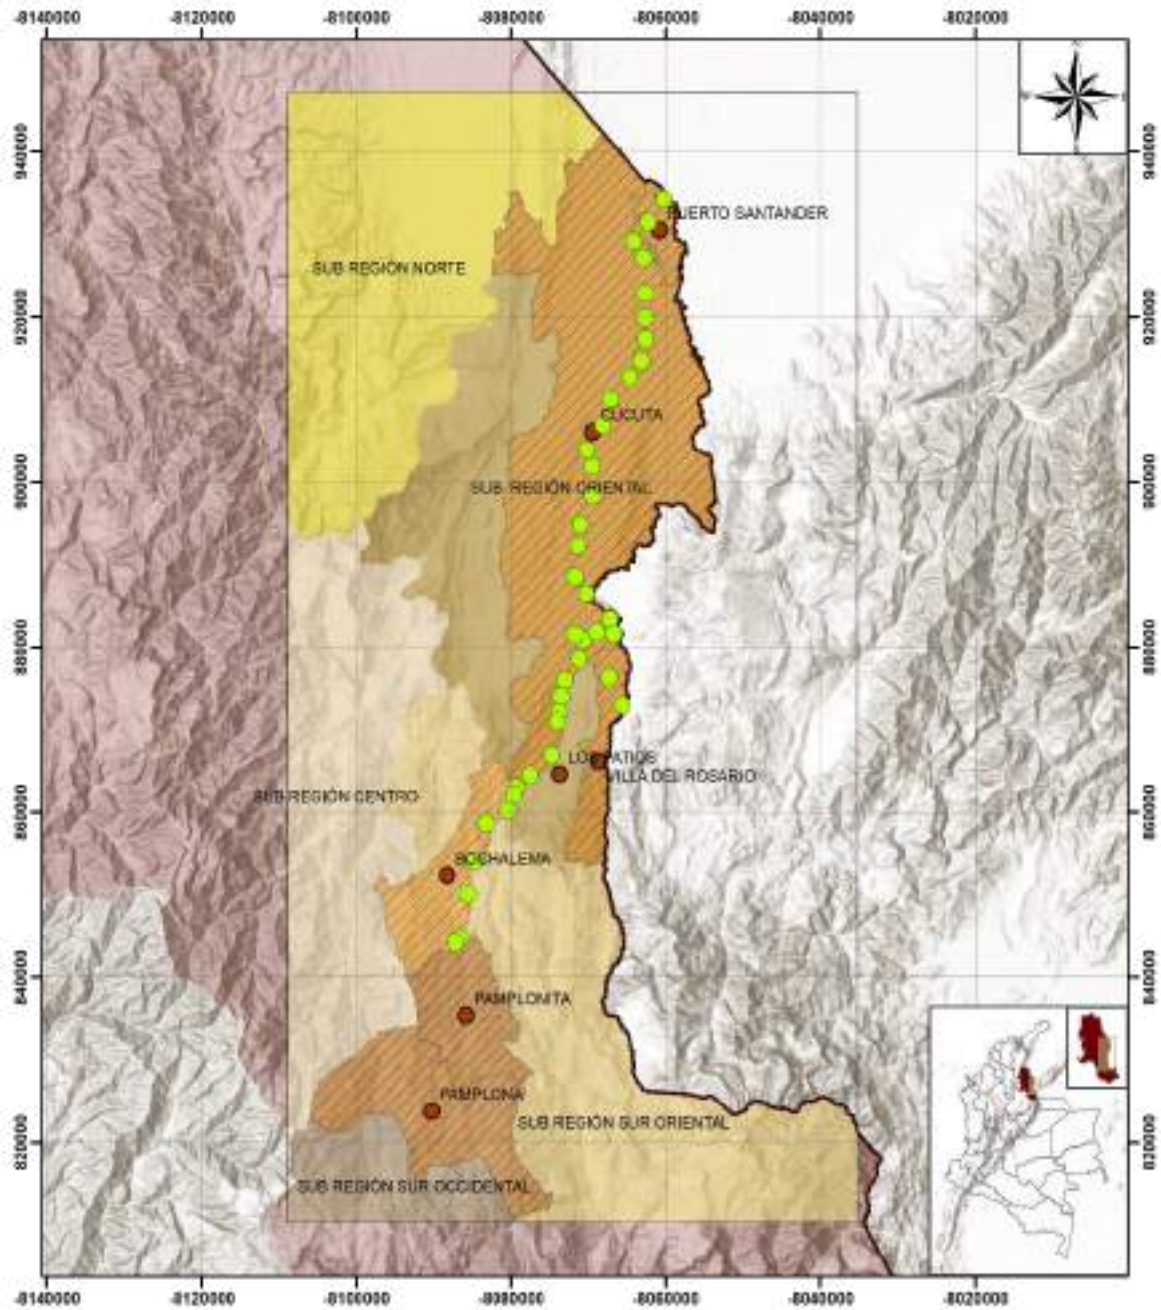 -8140000 -8120000 -8100000 -8080000 -8060000 -8040000 -8020000
N
940000 940000
PUERTO SANTANDER
SUB REGIÓN NORTE
920000 920000
CUCUTA
900000 900000
SUB REGIÓN ORIENTAL
880000 880000
LOS PATIOS
VILLA DEL ROSARIO
SUB REGIÓN CENTRO
860000 860000
BOCHALEMA
840000 840000
PAMPLONITA
PAMPLONA
SUB REGIÓN SUR ORIENTAL
820000 820000
SUB REGIÓN SUR OCCIDENTAL
-8140000 -8120000 -8100000 -8080000 -8060000 -8040000 -8020000